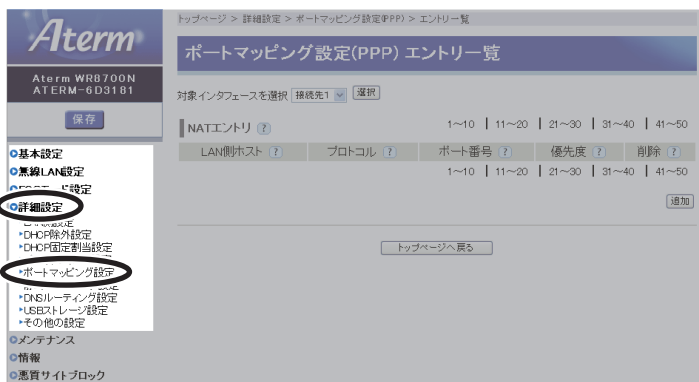 トップページ > 詳細設定 > ポートマッピング設定(PPP) > エントリ一覧
Aterm
Aterm WR8700N
ATERM-6D3181
保存
ポートマッピング設定(PPP) エントリ一覧
対象インタフェースを選択 接続先1 選択
NATエントリ ? 1～10 | 11～20 | 21～30 | 31～40 | 41～50
LAN側ホスト ? プロトコル ? ポート番号 ? 優先度 ? 削除 ?
1～10 | 11～20 | 21～30 | 31～40 | 41～50
追加
トップページへ戻る
基本設定
無線LAN設定
設定
詳細設定
DHCP除外設定
DHCP固定割当設定
ポートマッピング設定
DNSルーティング設定
USBストレージ設定
その他の設定
メンテナンス
情報
悪質サイトブロック